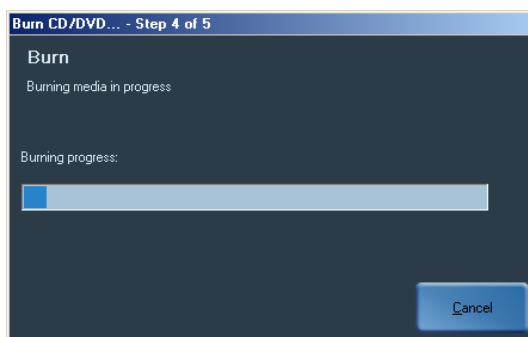 Burn CD/DVD... - Step 4 of 5
Burn
Burning media in progress
Burning progress:
Cancel